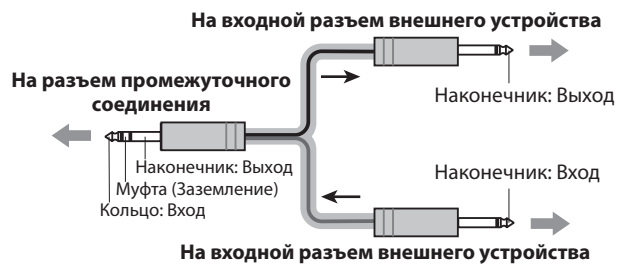 На входной разъем внешнего устройства
На разъем промежуточного
соединения
Наконечник: Выход
Наконечник: Выход
Муфта (Заземление)
Кольцо: Вход
Наконечник: Вход
На входной разъем внешнего устройства